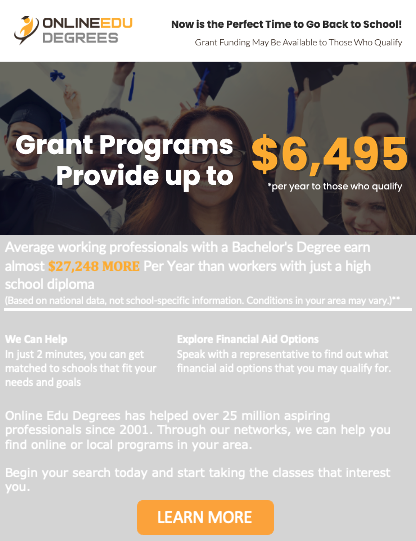 ONLINEEDU
DEGREES
Now is the Perfect Time to Go Back to School!
Grant Funding May Be Available to Those Who Qualify
Grant Programs
Provide up to
$6,495
*per year to those who qualify
Average working professionals with a Bachelor's Degree earn
almost $27,248 MORE Per Year than workers with just a high
school diploma
(Based on national data, not school-specific information. Conditions in your area may vary.)**
We Can Help
In just 2 minutes, you can get
matched to schools that fit your
needs and goals
Explore Financial Aid Options
Speak with a representative to find out what
financial aid options that you may qualify for.
Online Edu Degrees has helped over 25 million aspiring
professionals since 2001. Through our networks, we can help you
find online or local programs in your area.
Begin your search today and start taking the classes that interest
you.
LEARN MORE